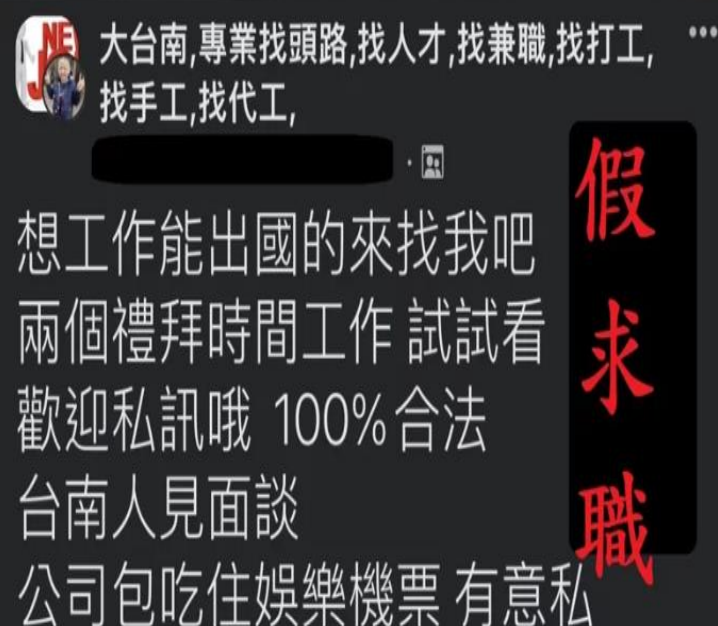 大台南,專業找頭路,找人才,找兼職,找打工,
找手工,找代工,
想工作能出國的來找我吧
兩個禮拜時間工作 試試看
歡迎私訊哦 100%合法
台南人見面談
公司包吃住娛樂機票 有意私
假求職